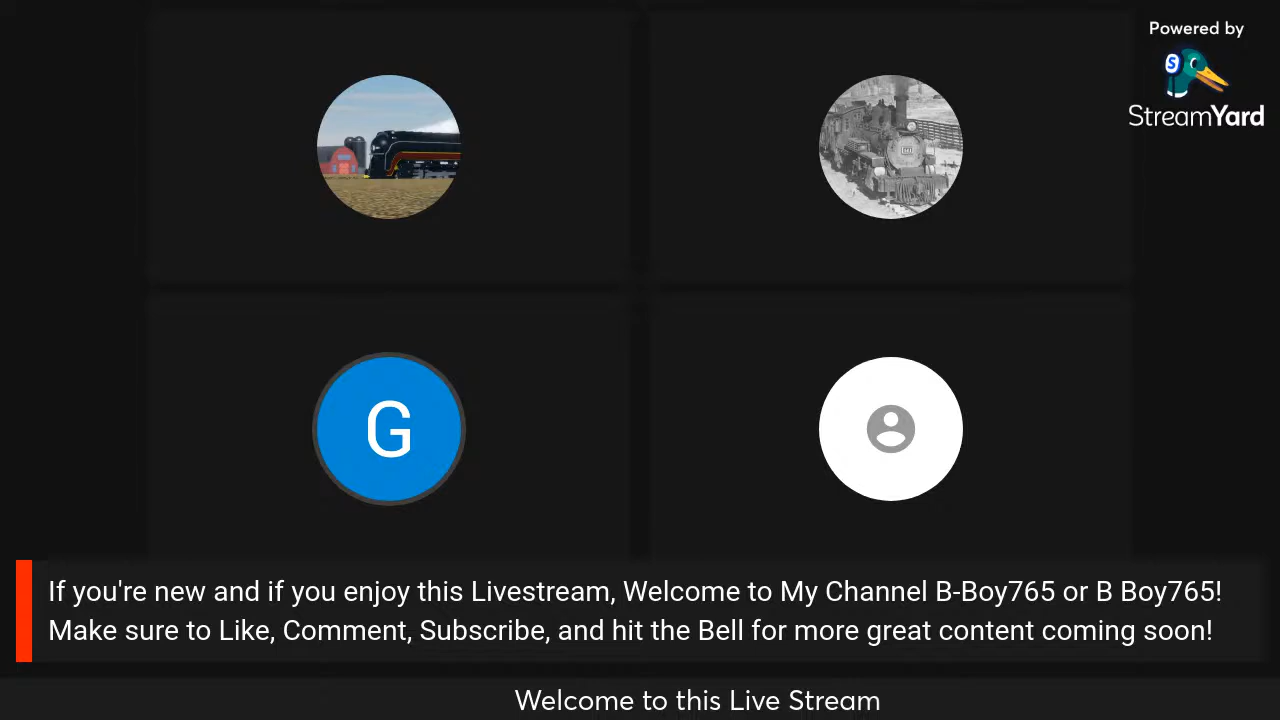 Powered by
S
StreamYard
G
If you're new and if you enjoy this Livestream, Welcome to My Channel B-Boy765 or B Boy765!
Make sure to Like, Comment, Subscribe, and hit the Bell for more great content coming soon!
Welcome to this Live Stream